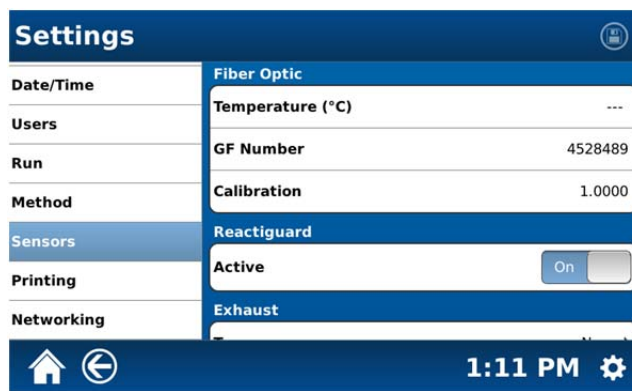 Settings
Date/Time
Users
Run
Method
Sensors
Printing
Networking
Fiber Optic
Temperature (°C) ---
GF Number 4528489
Calibration 1.0000
Reactiguard
Active On
Exhaust
1:11 PM